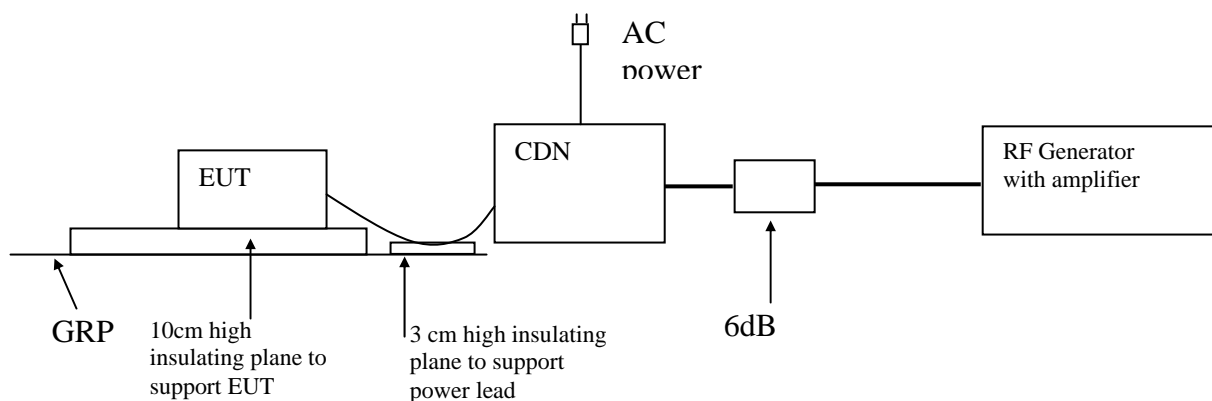 AC
power
EUT
CDN
RF Generator
with amplifier
GRP
10cm high
insulating plane to
support EUT
3 cm high insulating
plane to support
power lead
6dB